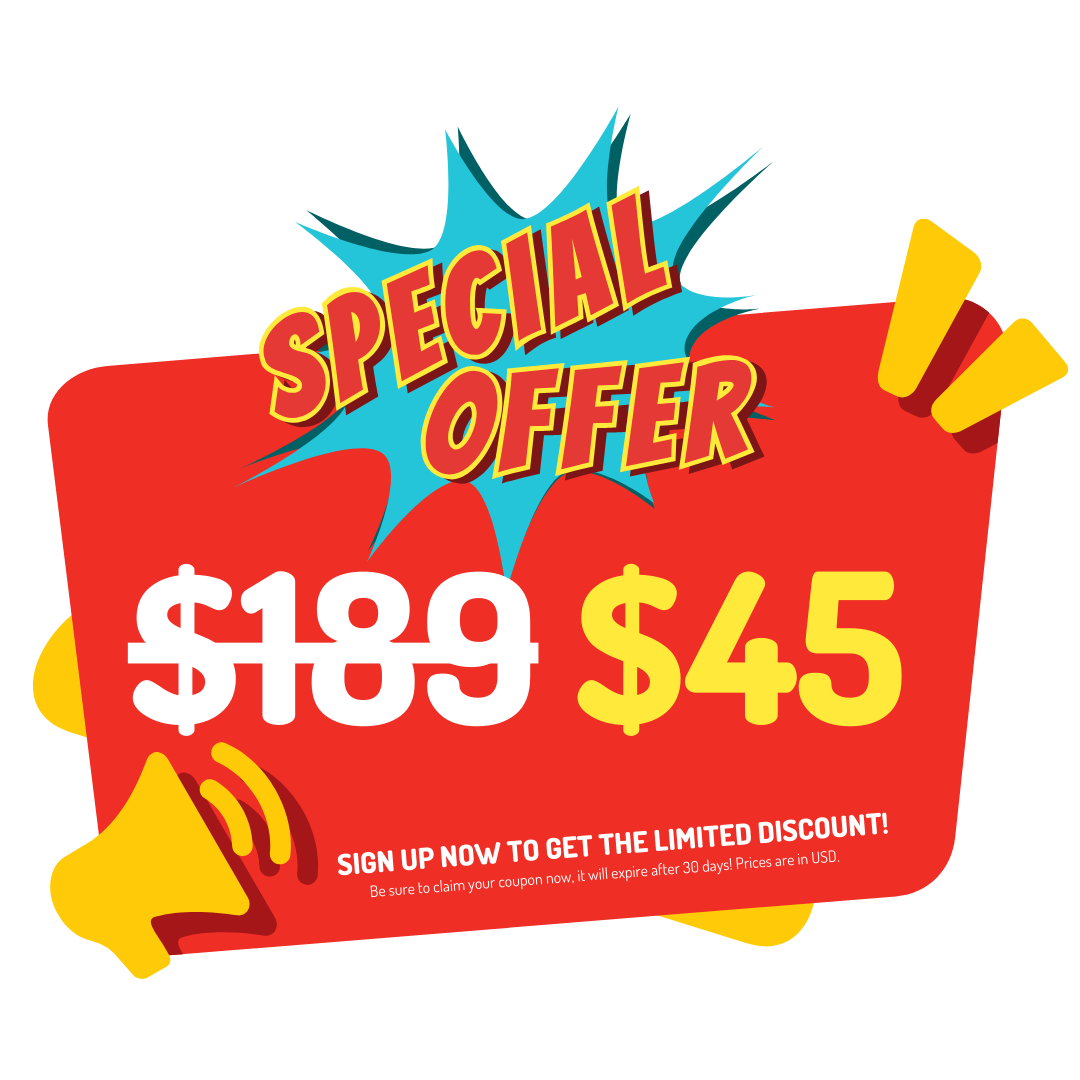 SPECIAL
OFFER
$189 $45
SIGN UP NOW TO GET THE LIMITED DISCOUNT!
Be sure to claim your coupon now, it will expire after 30 days! Prices are in USD.